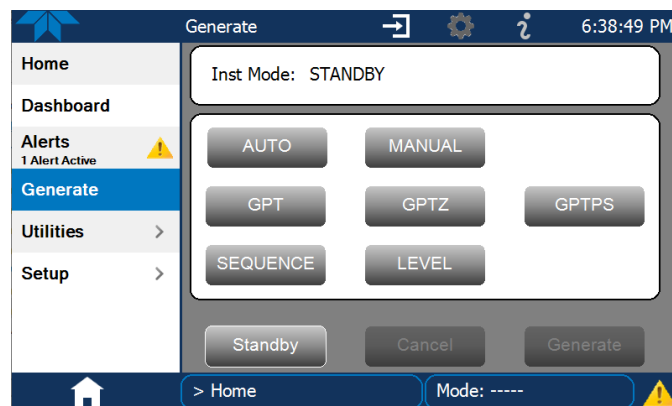 Generate 6:38:49 PM
Home
Dashboard
Alerts
1 Alert Active
Generate
Utilities >
Setup >
Inst Mode: STANDBY
AUTO MANUAL
GPT GPTZ GPTPS
SEQUENCE LEVEL
Standby Cancel Generate
> Home Mode: -----